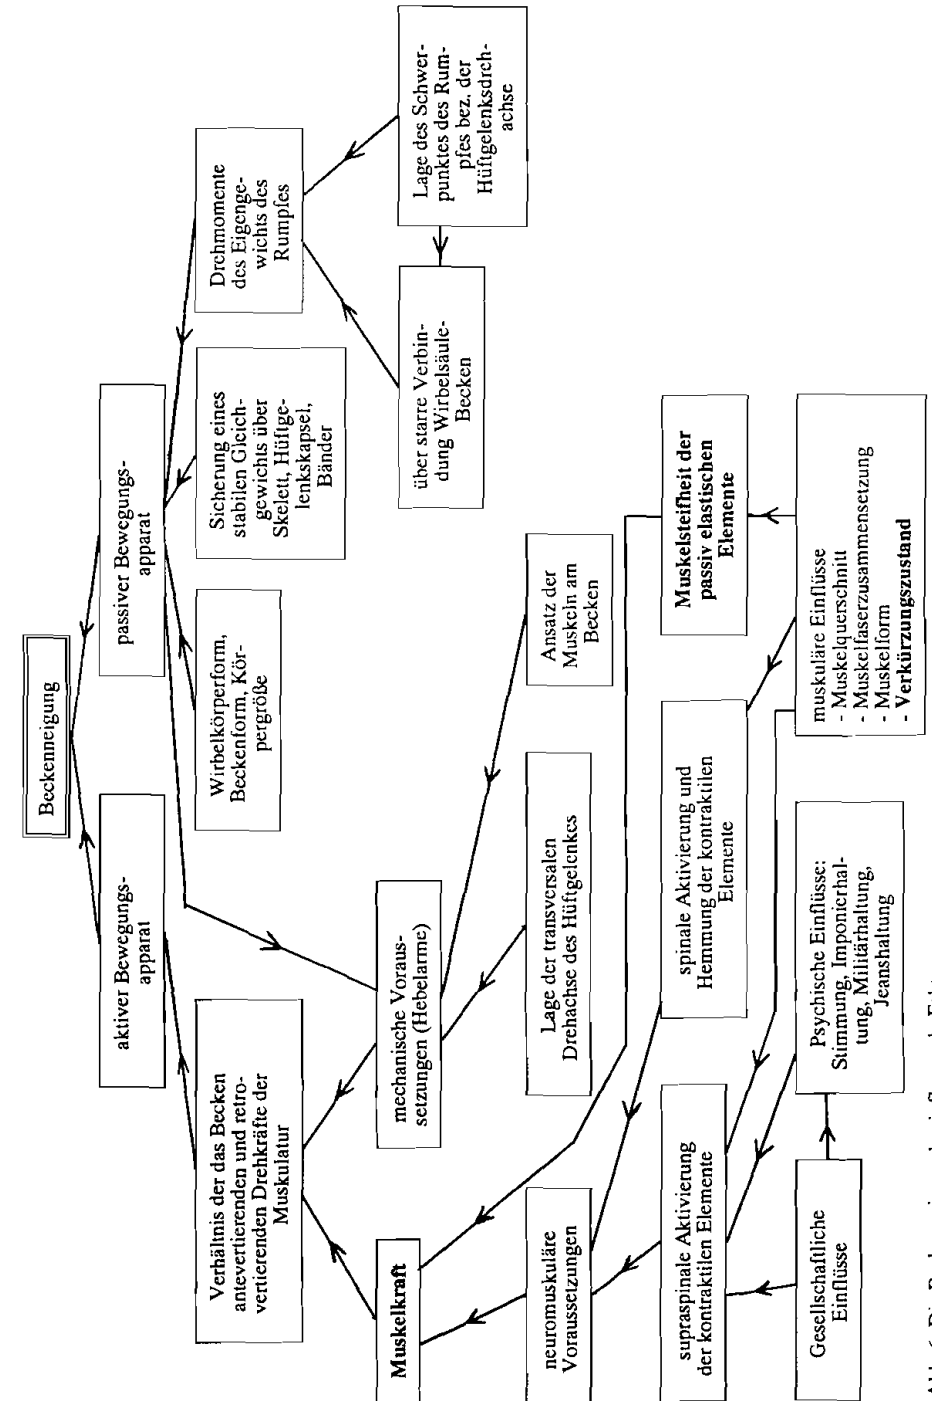 Beckenneigung
aktiver Bewegungs-
apparat
passiver Bewegungs-
apparat
Verhältnis der das Becken
antevertierenden und retro-
vertierenden Drehkräfte der
Muskulatur
Wirbelkörperform,
Beckenform, Kör-
pergröße
Sicherung eines
stabilen Gleich-
gewichts über
Skelett, Hüftge-
lenkskapsel,
Bänder
Drehmomente
des Eigenge-
wichts des
Rumpfes
Muskelkraft
mechanische Voraus-
setzungen (Hebelarme)
über starre Verbin-
dung Wirbelsäule-
Becken
Lage des Schwer-
punktes des Rum-
pfes bez. der
Hüftgelenksdreh-
achse
neuromuskuläre
Voraussetzungen
Lage der transversalen
Drehachse des Hüftgelenkes
Ansatz der
Muskeln am
Becken
supraspinale Aktivierung
der kontraktilen Elemente
spinale Aktivierung und
Hemmung der kontraktilen
Elemente
Muskelsteifheit der
passiv elastischen
Elemente
Gesellschaftliche
Einflüsse
Psychische Einflüsse:
Stimmung, Imponierhal-
tung, Militärhaltung,
Jeanshaltung
muskuläre Einflüsse
- Muskelquerschnitt
- Muskelfaserzusammensetzung
- Muskelform
- Verkürzungszustand